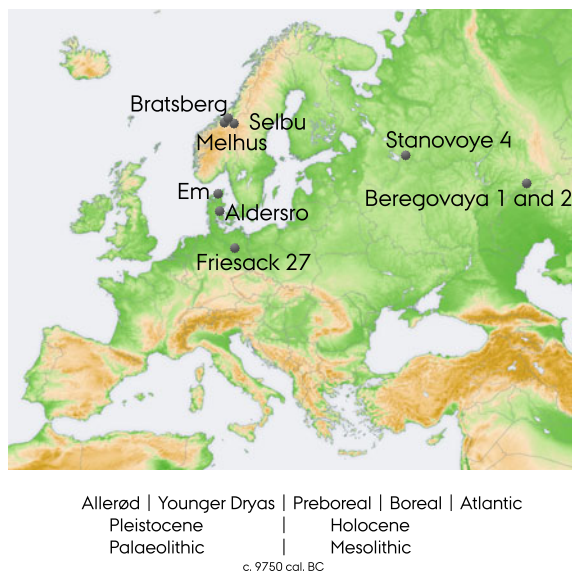 Bratsberg
Selbu
Melhus
Stanovoye 4
Em
Beregovaya 1 and 2
Aldersro
Friesack 27
Allerød | Younger Dryas | Preboreal | Boreal | Atlantic
Pleistocene | Holocene
Palaeolithic | Mesolithic
c. 9750 cal. BC